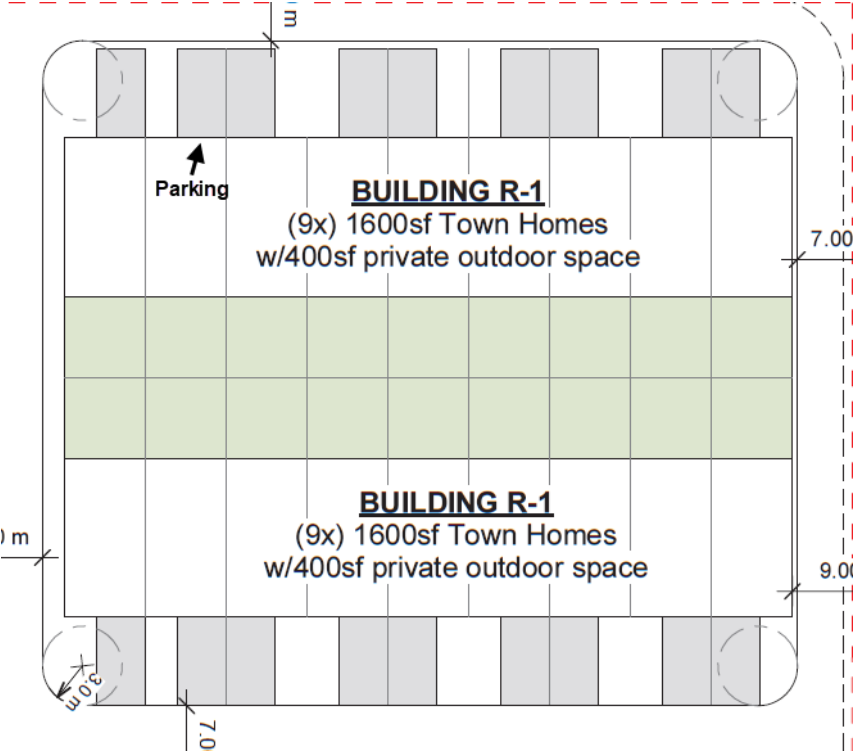 m
Parking
BUILDING R-1
(9x) 1600sf Town Homes
w/400sf private outdoor space
7.00
BUILDING R-1
(9x) 1600sf Town Homes
w/400sf private outdoor space
0 m
9.00
3.0 m
7.0